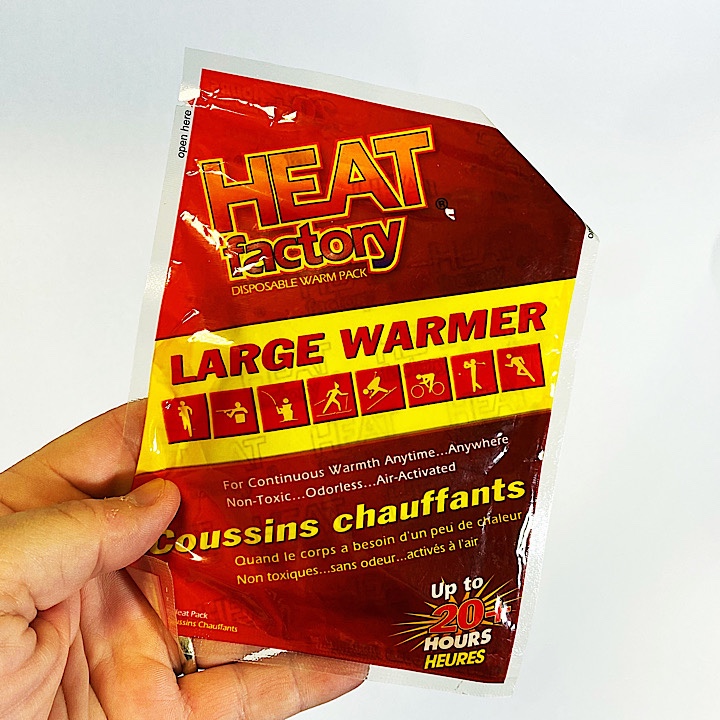 open here
HEAT
factory
®
DISPOSABLE WARM PACK
LARGE WARMER
For Continuous Warmth Anytime...Anywhere
Non-Toxic...Odorless...Air-Activated
Coussins chauffants
Quand le corps a besoin d'un peu de chaleur
Non toxiques...sans odeur...activés à l'air
Heat Pack
Coussins Chauffants
Up to
20+
HOURS
HEURES